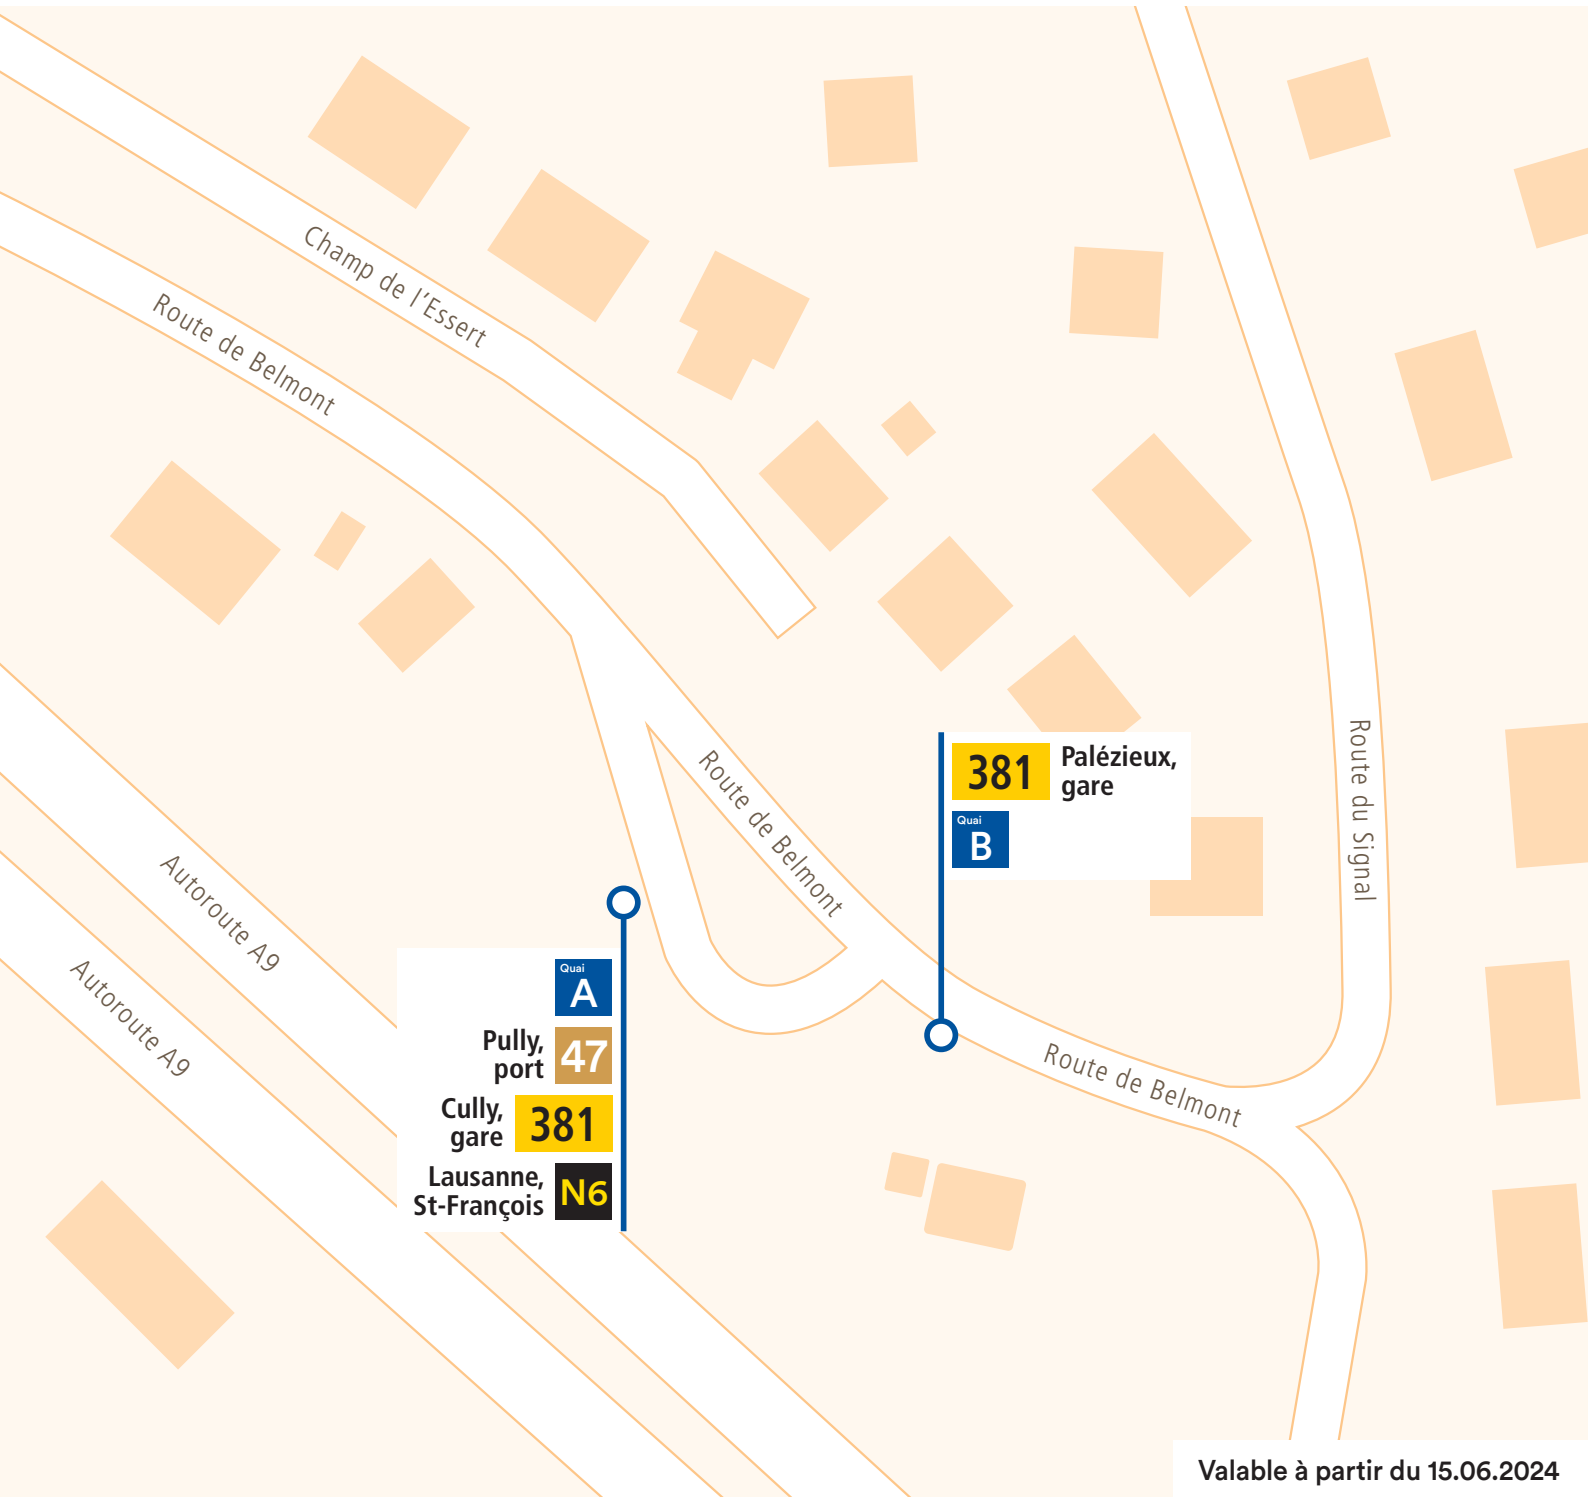 Champ de l'Essert
Route de Belmont
Route de Belmont
381
Palézieux,
gare
Quai
B
Route du Signal
Autoroute A9
Autoroute A9
Quai
A
Pully,
port
47
Cully,
gare
381
Lausanne,
St-François
N6
Route de Belmont
Valable à partir du 15.06.2024